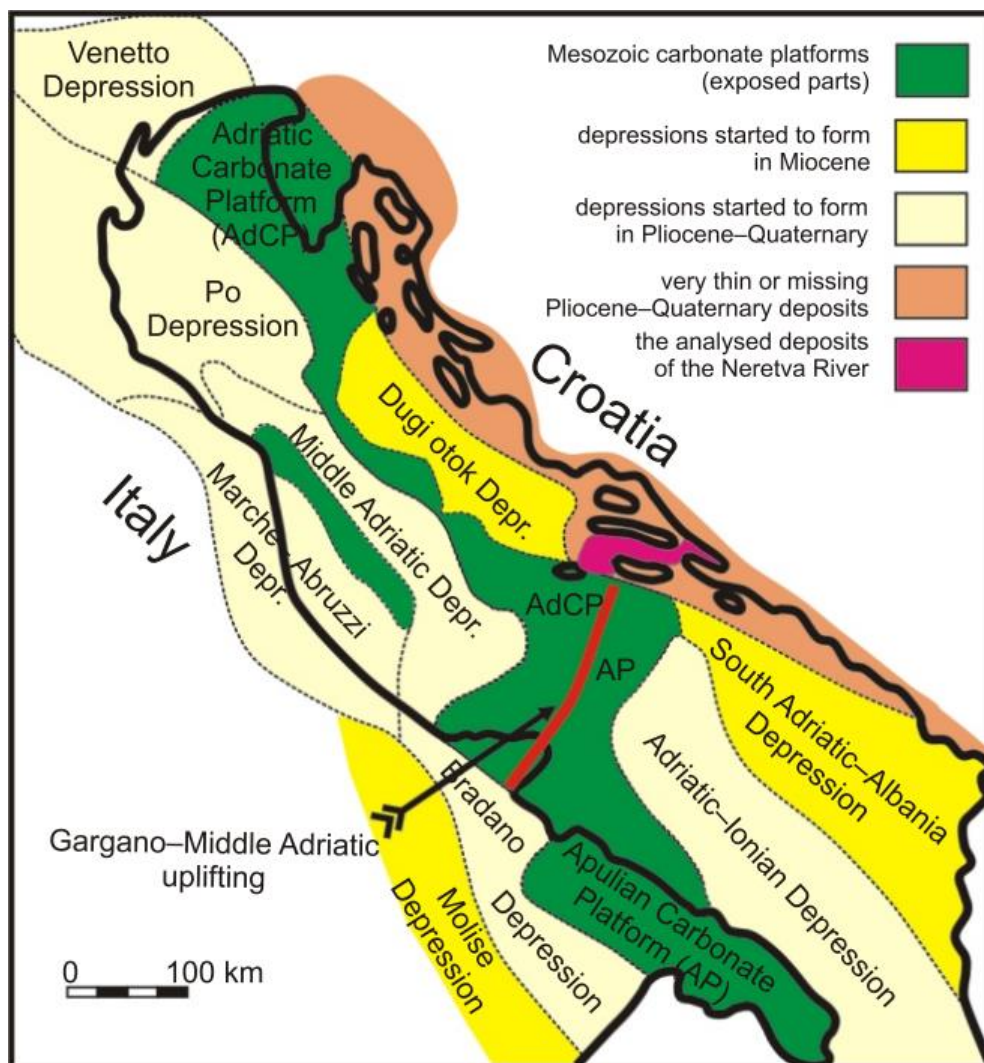 Venetto
Depression
Mesozoic carbonate platforms
(exposed parts)
depressions started to form
in Miocene
depressions started to form
in Pliocene–Quaternary
very thin or missing
Pliocene–Quaternary deposits
the analysed deposits
of the Neretva River
Adriatic
Carbonate
Platform
(AdCP)
Po
Depression
Croatia
Dugi otok Depr.
Middle Adriatic Depr.
Italy
Marche–Abruzzi
Depr.
AdCP
AP
South Adriatic–Albania
Depression
Adriatic–Ionian Depression
Bradano
Depression
Gargano–Middle Adriatic
uplifting
Apulian Carbonate
Platform (AP)
Molise
Depression
0 100 km